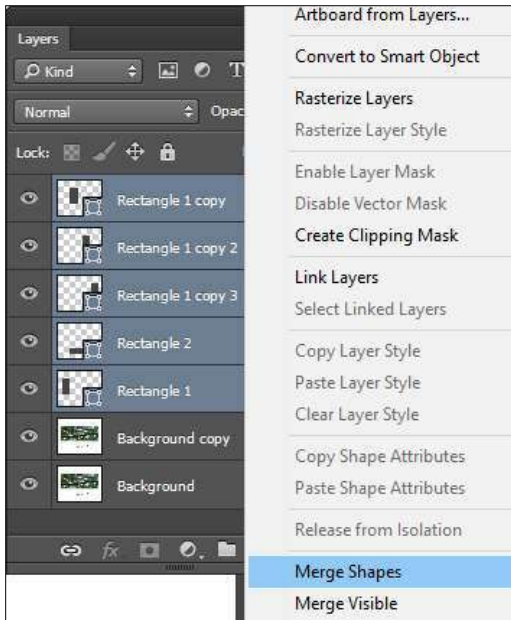 Layers
Kind
T
Normal
Opac
Lock:
Rectangle 1 copy
Rectangle 1 copy 2
Rectangle 1 copy 3
Rectangle 2
Rectangle 1
Background copy
Background
fx
Artboard from Layers...
Convert to Smart Object
Rasterize Layers
Rasterize Layer Style
Enable Layer Mask
Disable Vector Mask
Create Clipping Mask
Link Layers
Select Linked Layers
Copy Layer Style
Paste Layer Style
Clear Layer Style
Copy Shape Attributes
Paste Shape Attributes
Release from Isolation
Merge Shapes
Merge Visible